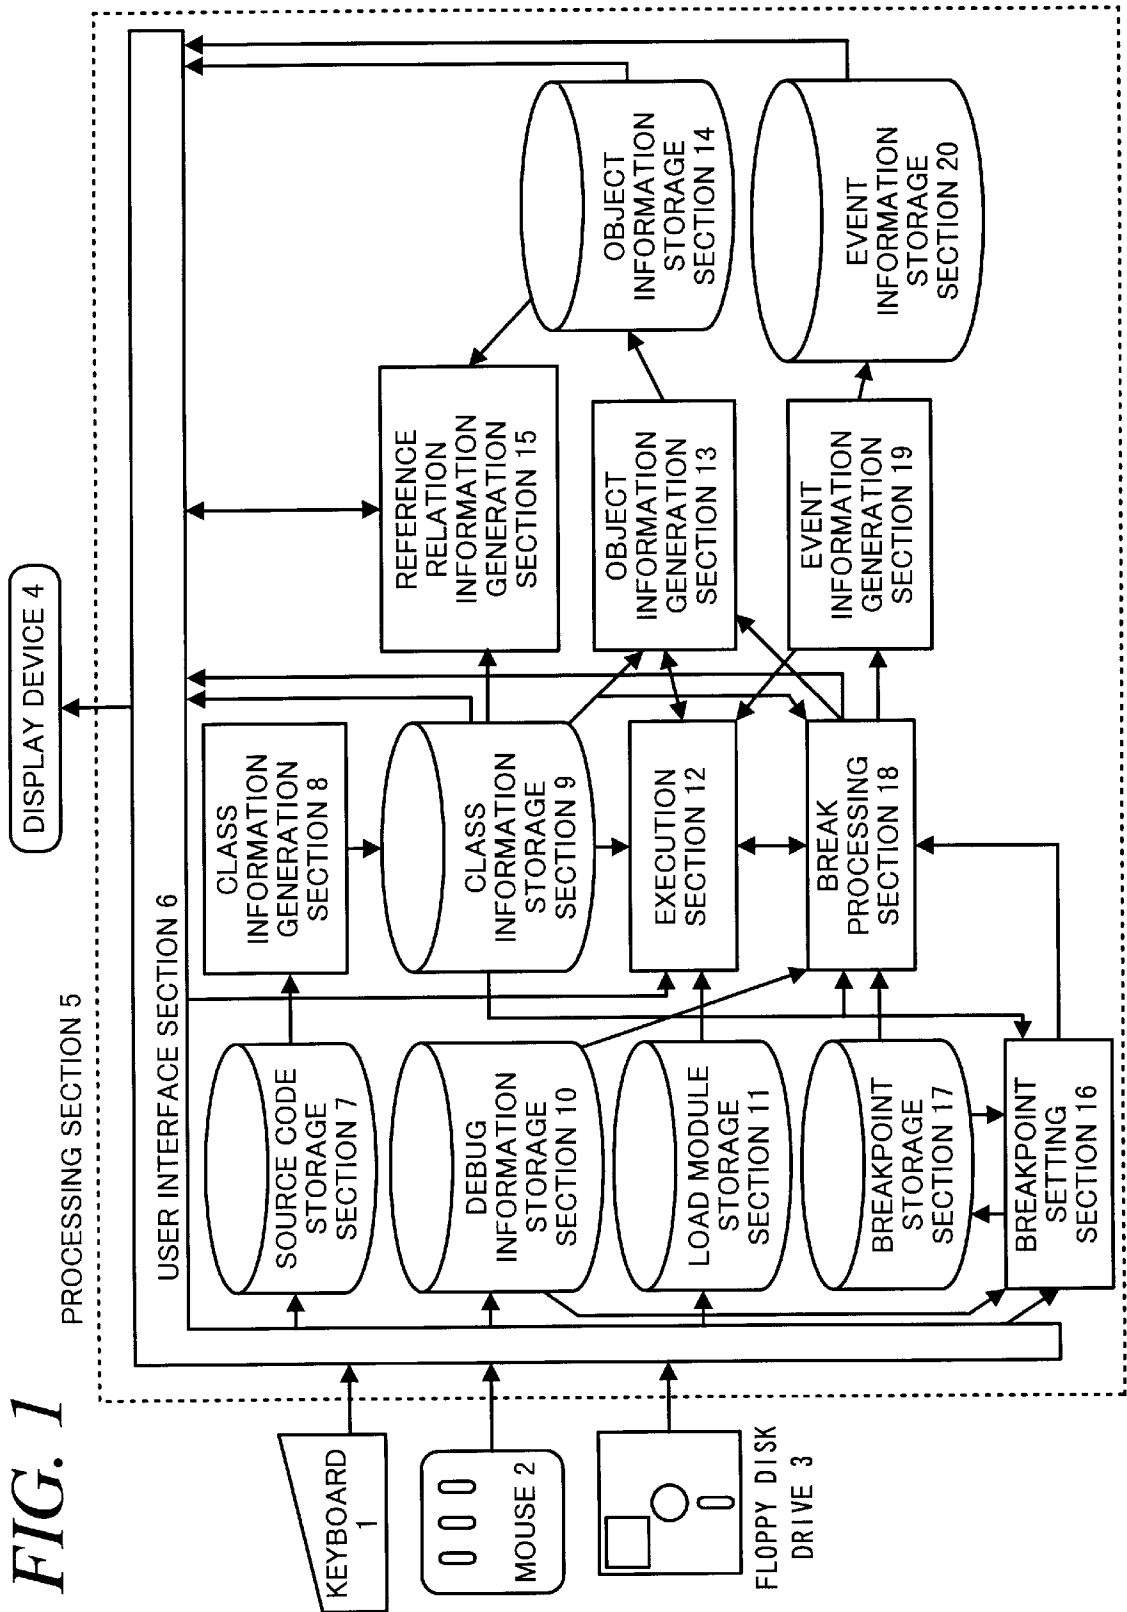 FIG. 1
PROCESSING SECTION 5
DISPLAY DEVICE 4
USER INTERFACE SECTION 6
KEYBOARD
1
MOUSE 2
FLOPPY DISK
DRIVE 3
SOURCE CODE
STORAGE
SECTION 7
CLASS
INFORMATION
GENERATION
SECTION 8
DEBUG
INFORMATION
STORAGE
SECTION 10
CLASS
INFORMATION
STORAGE
SECTION 9
REFERENCE
RELATION
INFORMATION
GENERATION
SECTION 15
LOAD MODULE
STORAGE
SECTION 11
EXECUTION
SECTION 12
OBJECT
INFORMATION
GENERATION
SECTION 13
OBJECT
INFORMATION
STORAGE
SECTION 14
BREAKPOINT
STORAGE
SECTION 17
BREAK
PROCESSING
SECTION 18
EVENT
INFORMATION
GENERATION
SECTION 19
EVENT
INFORMATION
STORAGE
SECTION 20
BREAKPOINT
SETTING
SECTION 16